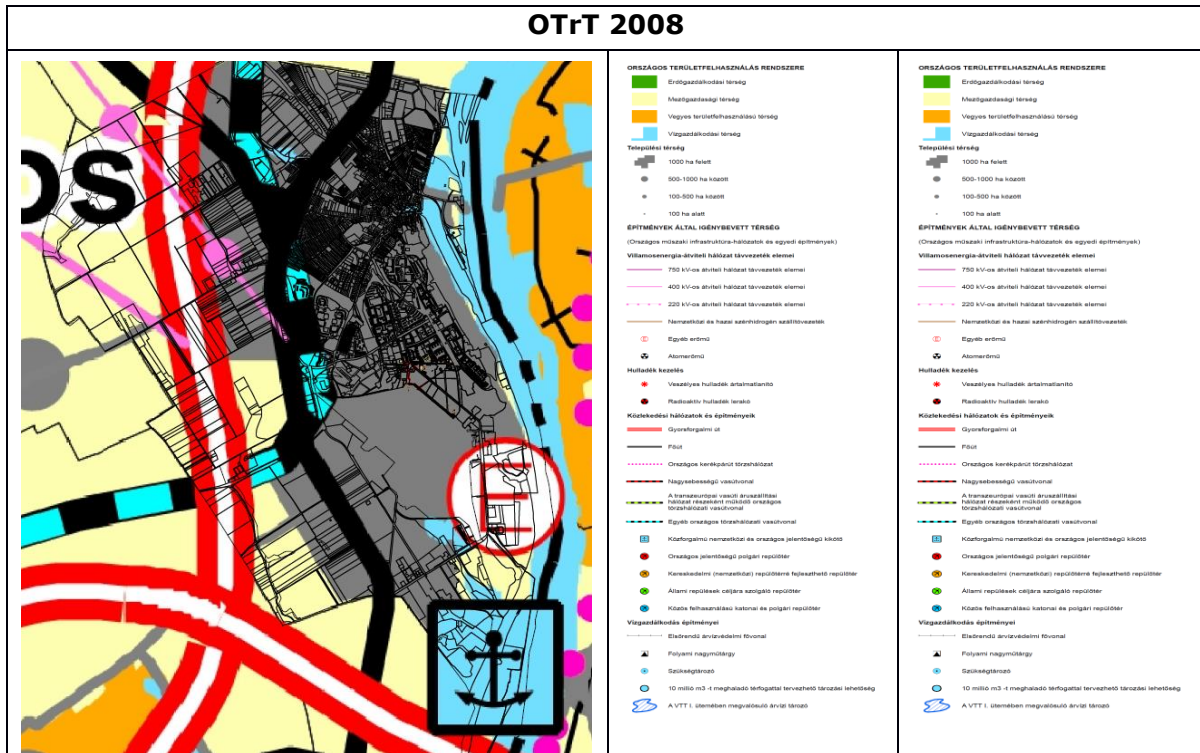 OTrT 2008
OS
E
ORSZÁGOS TERÜLETFELHASZNÁLÁS RENDSZERE
Erdőgazdálkodási térség
Mezőgazdasági térség
Vegyes területfelhasználású térség
Vízgazdálkodási térség
Települési térség
1000 ha felett
500-1000 ha között
100-500 ha között
100 ha alatt
ÉPÍTMÉNYEK ÁLTAL IGÉNYBEVETT TÉRSÉG
(Országos műszaki infrastruktúra-hálózatok és egyedi építmények)
Villamosenergia-átviteli hálózat távvezeték elemei
750 kV-os átviteli hálózat távvezeték elemei
400 kV-os átviteli hálózat távvezeték elemei
220 kV-os átviteli hálózat távvezeték elemei
Nemzetközi és hazai szénhidrogén szállítóvezeték
E Egyéb erőmű
Atomerőmű
Hulladék kezelés
Veszélyes hulladék ártalmatlanító
Radioaktív hulladék lerakó
Közlekedési hálózatok és építményeik
Gyorsforgalmi út
Főút
Országos kerékpárút törzshálózat
Nagysebességű vasútvonal
A transzeurópai vasúti áruszállítási
hálózat részeként működő országos
törzshálózati vasútvonal
Egyéb országos törzshálózati vasútvonal
Közforgalmú nemzetközi és országos jelentőségű kikötő
Országos jelentőségű polgári repülőtér
Kereskedelmi (nemzetközi) repülőtérré fejleszthető repülőtér
Állami repülések céljára szolgáló repülőtér
Közös felhasználású katonai és polgári repülőtér
Vízgazdálkodás építményei
Elsőrendű árvízvédelmi fővonal
Folyami nagyműtárgy
Szükségtározó
10 millió m3 -t meghaladó térfogattal tervezhető tározási lehetőség
A VTT I. ütemében megvalósuló árvízi tározó
ORSZÁGOS TERÜLETFELHASZNÁLÁS RENDSZERE
Erdőgazdálkodási térség
Mezőgazdasági térség
Vegyes területfelhasználású térség
Vízgazdálkodási térség
Települési térség
1000 ha felett
500-1000 ha között
100-500 ha között
100 ha alatt
ÉPÍTMÉNYEK ÁLTAL IGÉNYBEVETT TÉRSÉG
(Országos műszaki infrastruktúra-hálózatok és egyedi építmények)
Villamosenergia-átviteli hálózat távvezeték elemei
750 kV-os átviteli hálózat távvezeték elemei
400 kV-os átviteli hálózat távvezeték elemei
220 kV-os átviteli hálózat távvezeték elemei
Nemzetközi és hazai szénhidrogén szállítóvezeték
E Egyéb erőmű
Atomerőmű
Hulladék kezelés
Veszélyes hulladék ártalmatlanító
Radioaktív hulladék lerakó
Közlekedési hálózatok és építményeik
Gyorsforgalmi út
Főút
Országos kerékpárút törzshálózat
Nagysebességű vasútvonal
A transzeurópai vasúti áruszállítási
hálózat részeként működő országos
törzshálózati vasútvonal
Egyéb országos törzshálózati vasútvonal
Közforgalmú nemzetközi és országos jelentőségű kikötő
Országos jelentőségű polgári repülőtér
Kereskedelmi (nemzetközi) repülőtérré fejleszthető repülőtér
Állami repülések céljára szolgáló repülőtér
Közös felhasználású katonai és polgári repülőtér
Vízgazdálkodás építményei
Elsőrendű árvízvédelmi fővonal
Folyami nagyműtárgy
Szükségtározó
10 millió m3 -t meghaladó térfogattal tervezhető tározási lehetőség
A VTT I. ütemében megvalósuló árvízi tározó